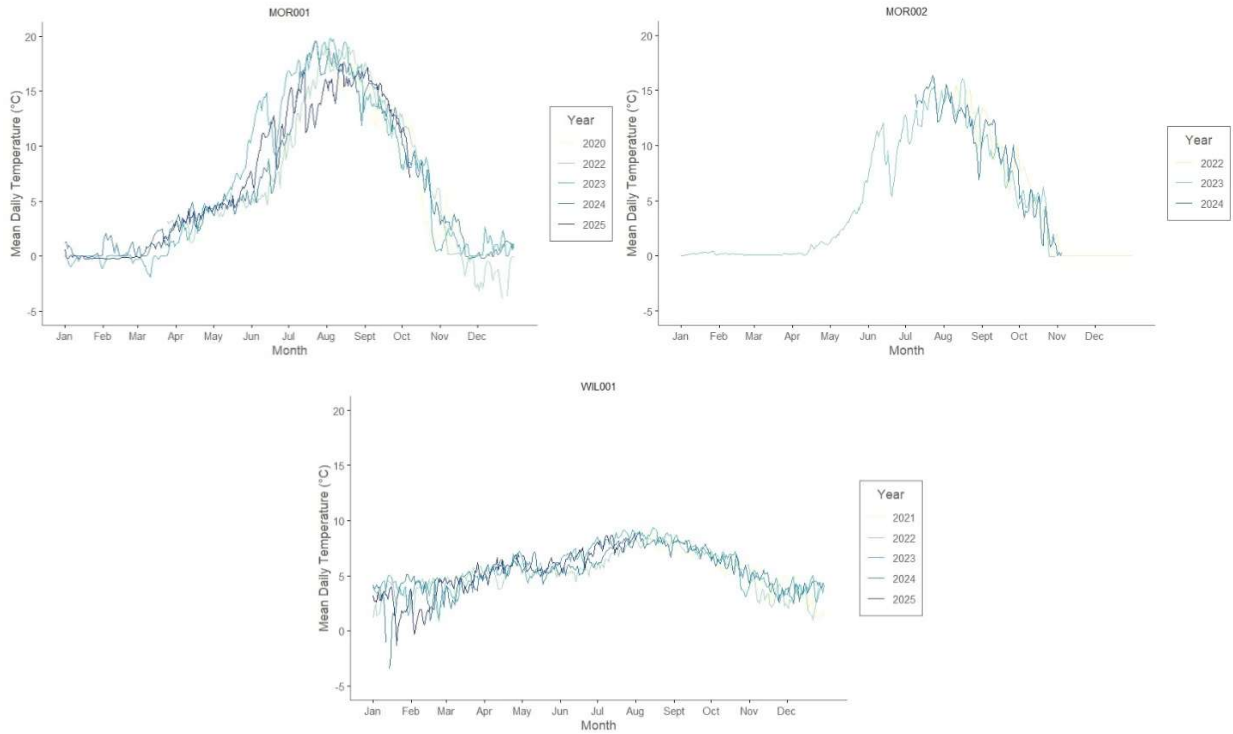 MOR001
20
15
10
5
0
-5
Mean Daily Temperature (°C)
Jan Feb Mar Apr May Jun Jul Aug Sept Oct Nov Dec
Month
Year
2020
2022
2023
2024
2025
MOR002
20
15
10
5
0
-5
Mean Daily Temperature (°C)
Jan Feb Mar Apr May Jun Jul Aug Sept Oct Nov Dec
Month
Year
2022
2023
2024
WIL001
20
15
10
5
0
-5
Mean Daily Temperature (°C)
Jan Feb Mar Apr May Jun Jul Aug Sept Oct Nov Dec
Month
Year
2021
2022
2023
2024
2025